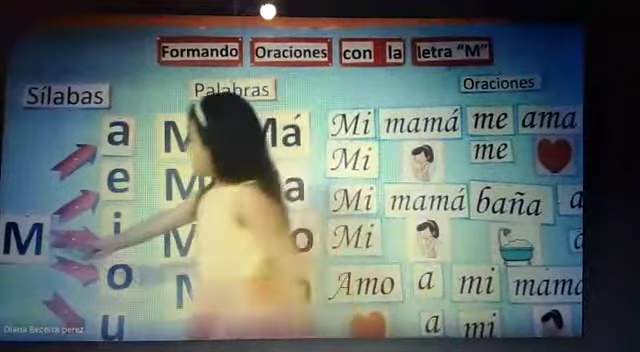 Formando Oraciones con la letra "M"
Sílabas Palabras Oraciones
a
e
M i
o
u
Mi mamá me ama
Mi me
Mi mamá baña
Mi
Amo a mi mamá
a mi
Diana Becerra perez